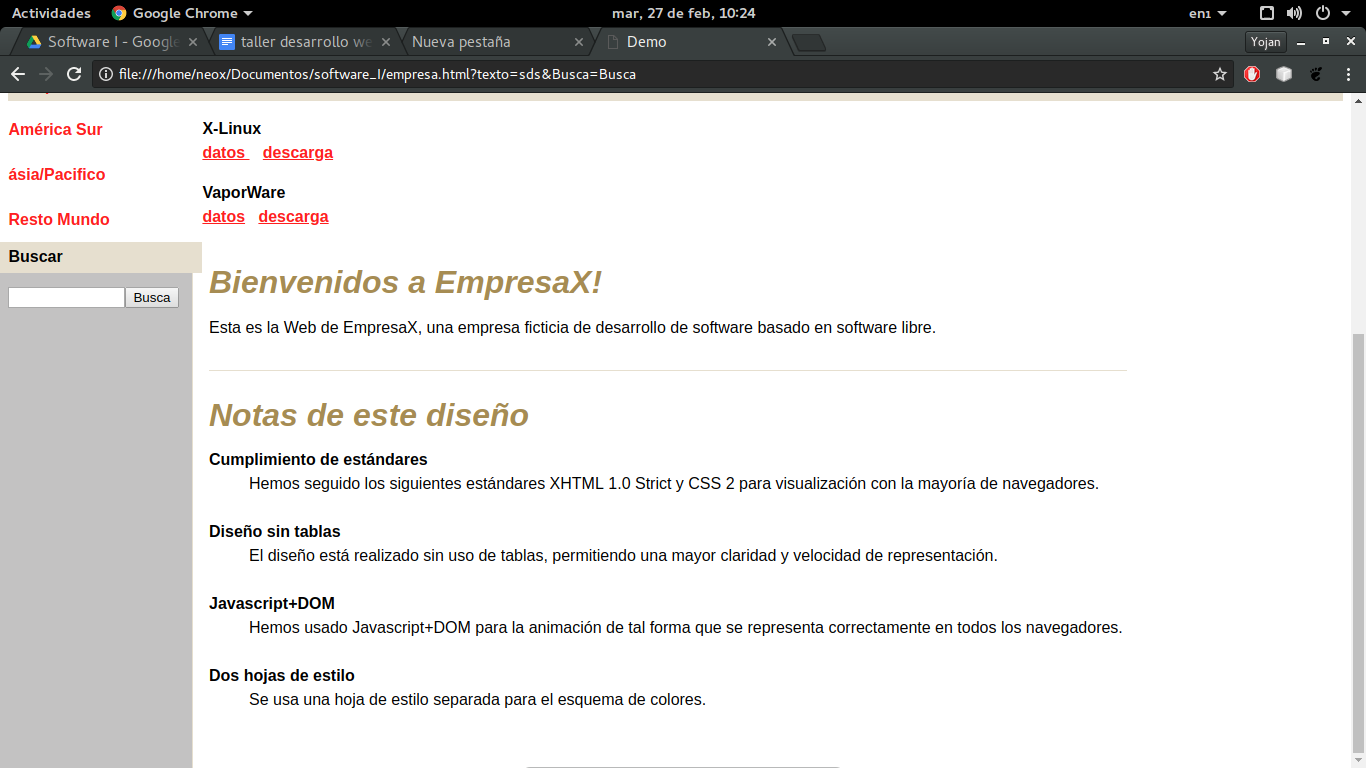 Actividades Google Chrome mar, 27 de feb, 10:24 en1
Software I - Google taller desarrollo we Nueva pestaña Demo Yojan
file:///home/neox/Documentos/software_I/empresa.html?texto=sds&Busca=Busca
América Sur
ásia/Pacifico
Resto Mundo
Buscar
Busca
X-Linux
datos descarga
VaporWare
datos descarga
Bienvenidos a EmpresaX!
Esta es la Web de EmpresaX, una empresa ficticia de desarrollo de software basado en software libre.
Notas de este diseño
Cumplimiento de estándares
Hemos seguido los siguientes estándares XHTML 1.0 Strict y CSS 2 para visualización con la mayoría de navegadores.
Diseño sin tablas
El diseño está realizado sin uso de tablas, permitiendo una mayor claridad y velocidad de representación.
Javascript+DOM
Hemos usado Javascript+DOM para la animación de tal forma que se representa correctamente en todos los navegadores.
Dos hojas de estilo
Se usa una hoja de estilo separada para el esquema de colores.